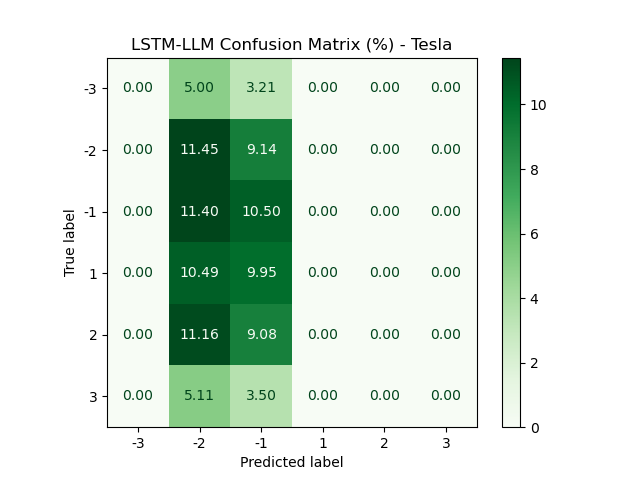 LSTM-LLM Confusion Matrix (%) - Tesla
-3 0.00 5.00 3.21 0.00 0.00 0.00
-2 0.00 11.45 9.14 0.00 0.00 0.00
-1 0.00 11.40 10.50 0.00 0.00 0.00
1 0.00 10.49 9.95 0.00 0.00 0.00
2 0.00 11.16 9.08 0.00 0.00 0.00
3 0.00 5.11 3.50 0.00 0.00 0.00
-3 -2 -1 1 2 3
Predicted label
True label
10
8
6
4
2
0